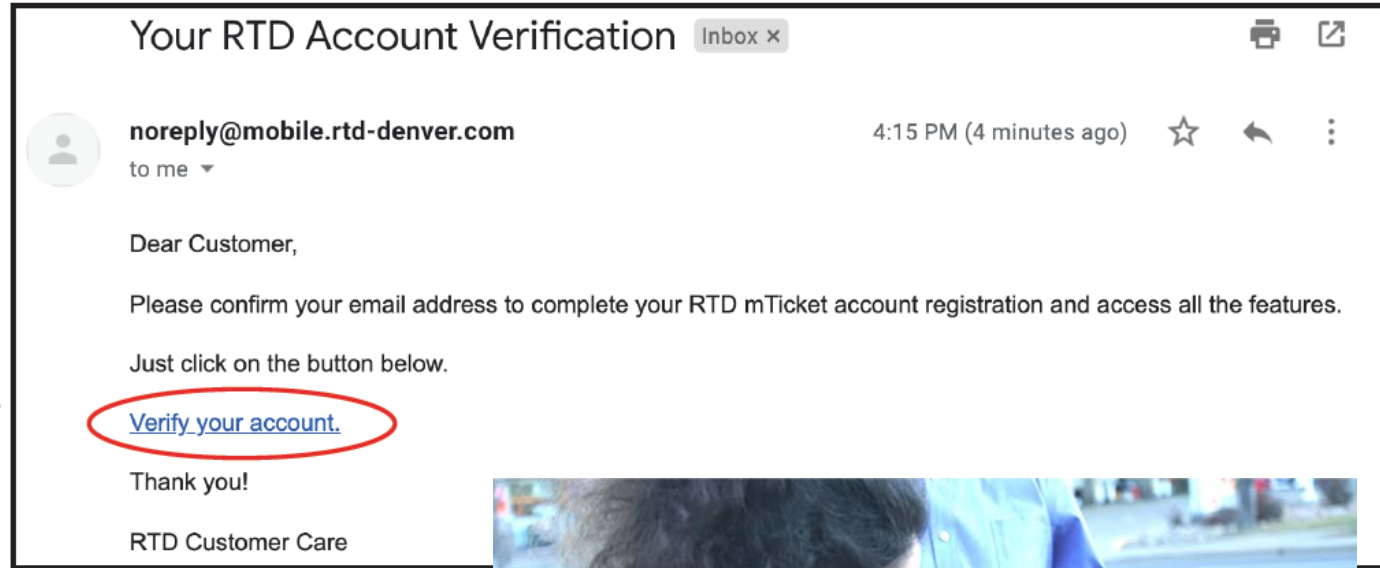 Your RTD Account Verification Inbox ×
noreply@mobile.rtd-denver.com 4:15 PM (4 minutes ago)
to me
Dear Customer,
Please confirm your email address to complete your RTD mTicket account registration and access all the features.
Just click on the button below.
Verify your account.
Thank you!
RTD Customer Care